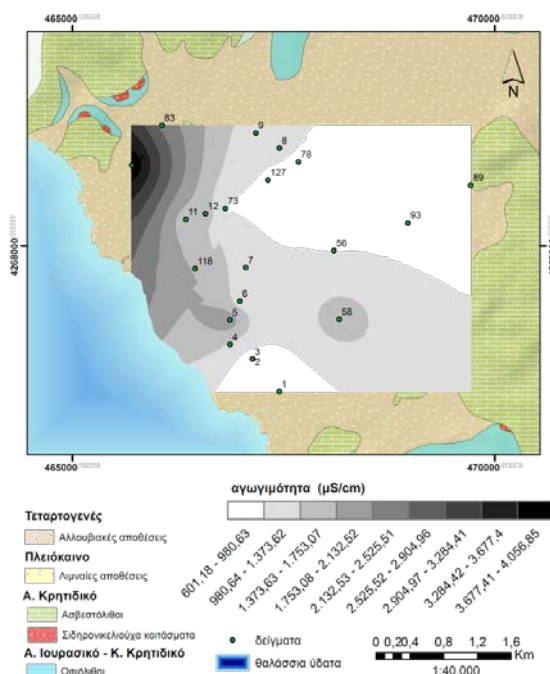 465000
470000
N
83
9
8
78
127
89
73
12
11
93
4268000
56
118
7
6
5
58
4
3
2
1
465000
470000
αγωγιμότητα (μS/cm)
601,18 - 980,63
980,64 - 1.373,62
1.373,63 - 1.753,07
1.753,08 - 2.132,52
2.132,53 - 2.525,51
2.525,52 - 2.904,96
2.904,97 - 3.284,41
3.284,42 - 3.677,4
3.677,41 - 4.056,85
Τεταρτογενές
Αλλουβιακές αποθέσεις
Πλειόκαινο
Λιμναίες αποθέσεις
Α. Κρητιδικό
Ασβεστόλιθοι
Σιδηρονικελιούχα κοιτάσματα
Α. Ιουρασικό - Κ. Κρητιδικό
Οφιόλιθοι
δείγματα
θαλάσσια ύδατα
0 0,20,4 0,8 1,2 1,6
Km
1:40.000